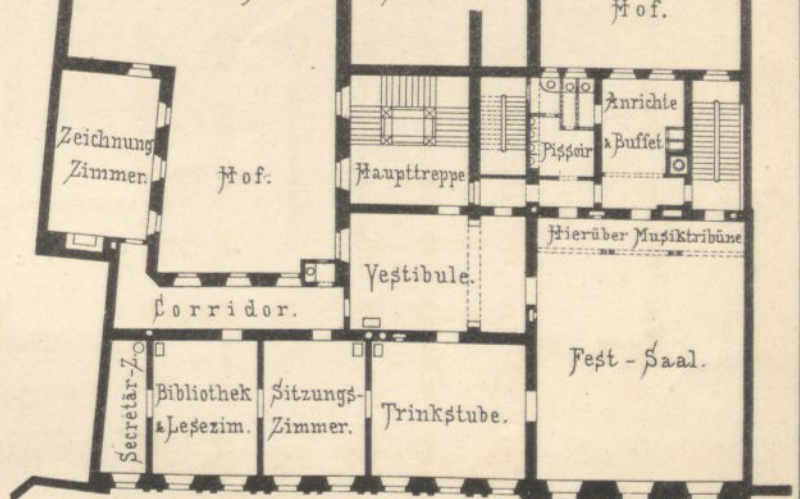 Hof.
Zeichnung
Zimmer.
Hof.
Haupttreppe
Pissoir
Anrichte
& Buffet
Hierüber Musiktribüne
Vestibule.
Corridor.
Fest-Saal.
Secretär-Z.
Bibliothek
& Lesezim.
Sitzungs-
Zimmer.
Trinkstube.